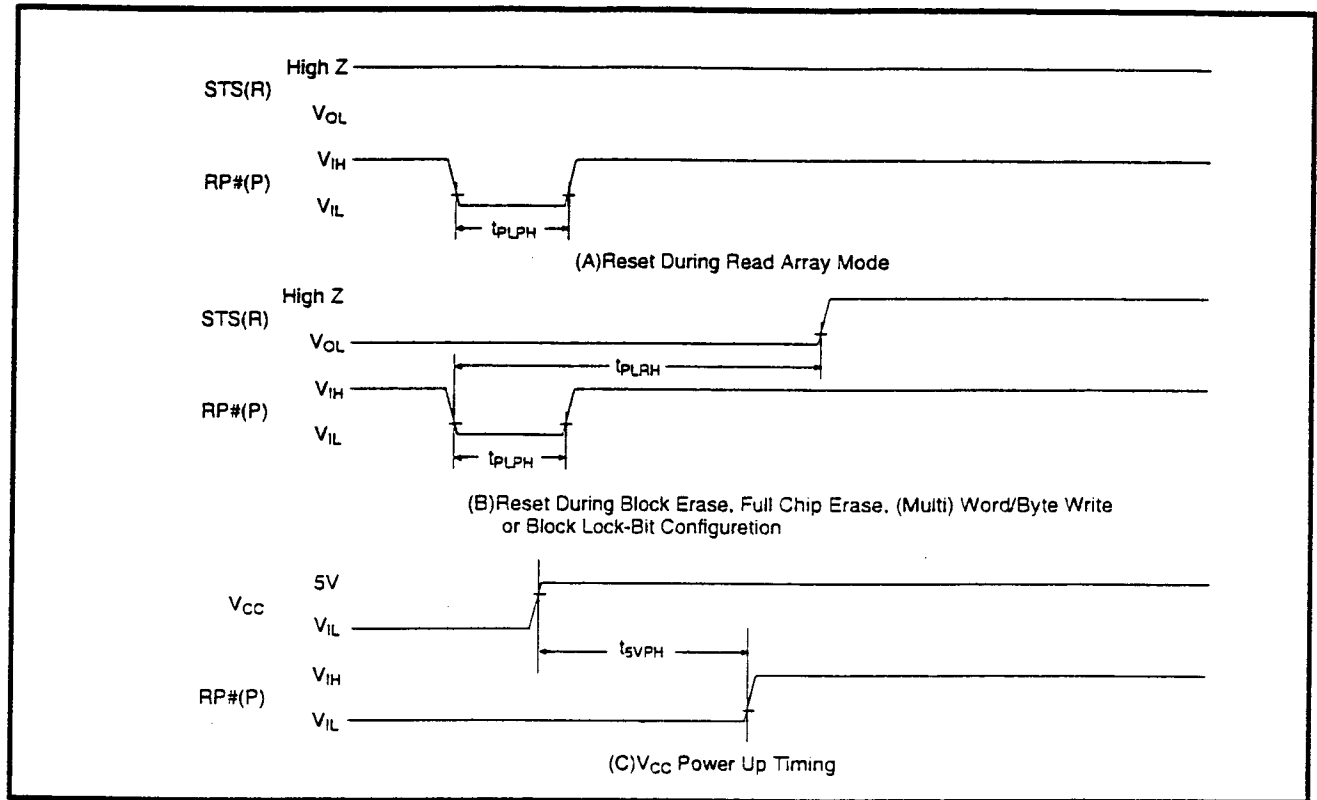 High Z
STS(R)
VOL
VIH
RP#(P)
VIL
tPLPH
(A)Reset During Read Array Mode
High Z
STS(R)
VOL
tPLRH
VIH
RP#(P)
VIL
tPLPH
(B)Reset During Block Erase, Full Chip Erase, (Multi) Word/Byte Write
or Block Lock-Bit Configuretion
5V
VCC
VIL
t5VPH
VIH
RP#(P)
VIL
(C)VCC Power Up Timing